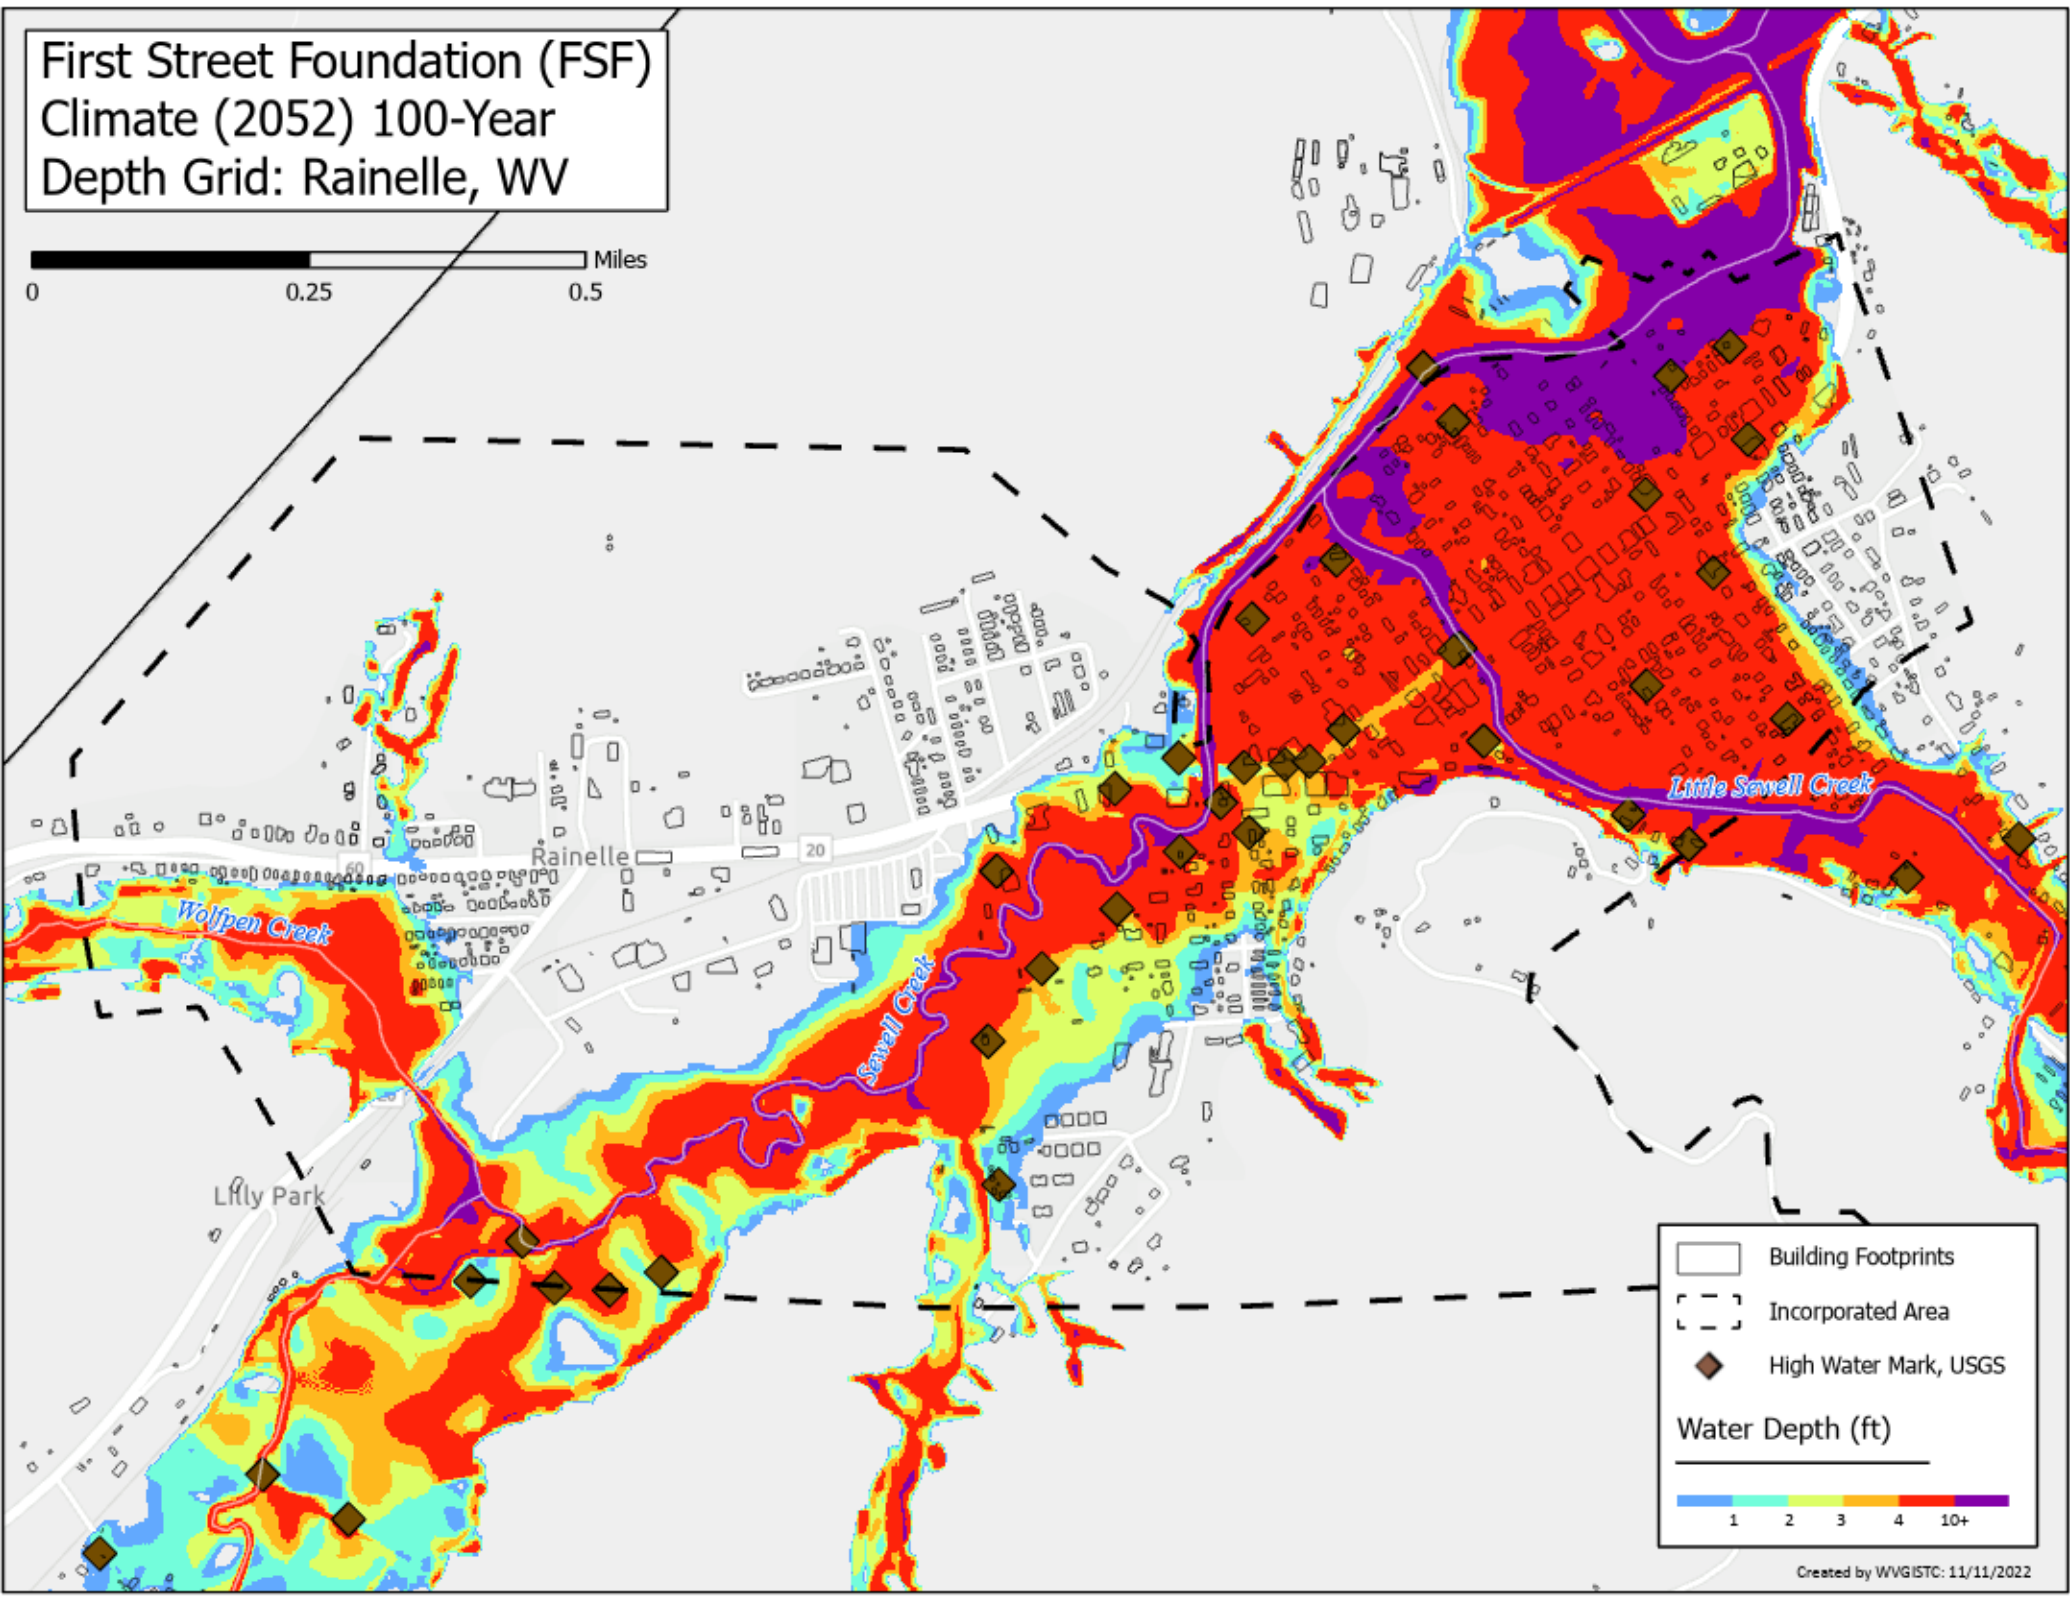 First Street Foundation (FSF)
Climate (2052) 100-Year
Depth Grid: Rainelle, WV
Miles
0 0.25 0.5
Little Sewell Creek
Rainelle
20
60
Wolfpen Creek
Sewell Creek
Lilly Park
Building Footprints
Incorporated Area
High Water Mark, USGS
Water Depth (ft)
1 2 3 4 10+
Created by WVGISTC: 11/11/2022